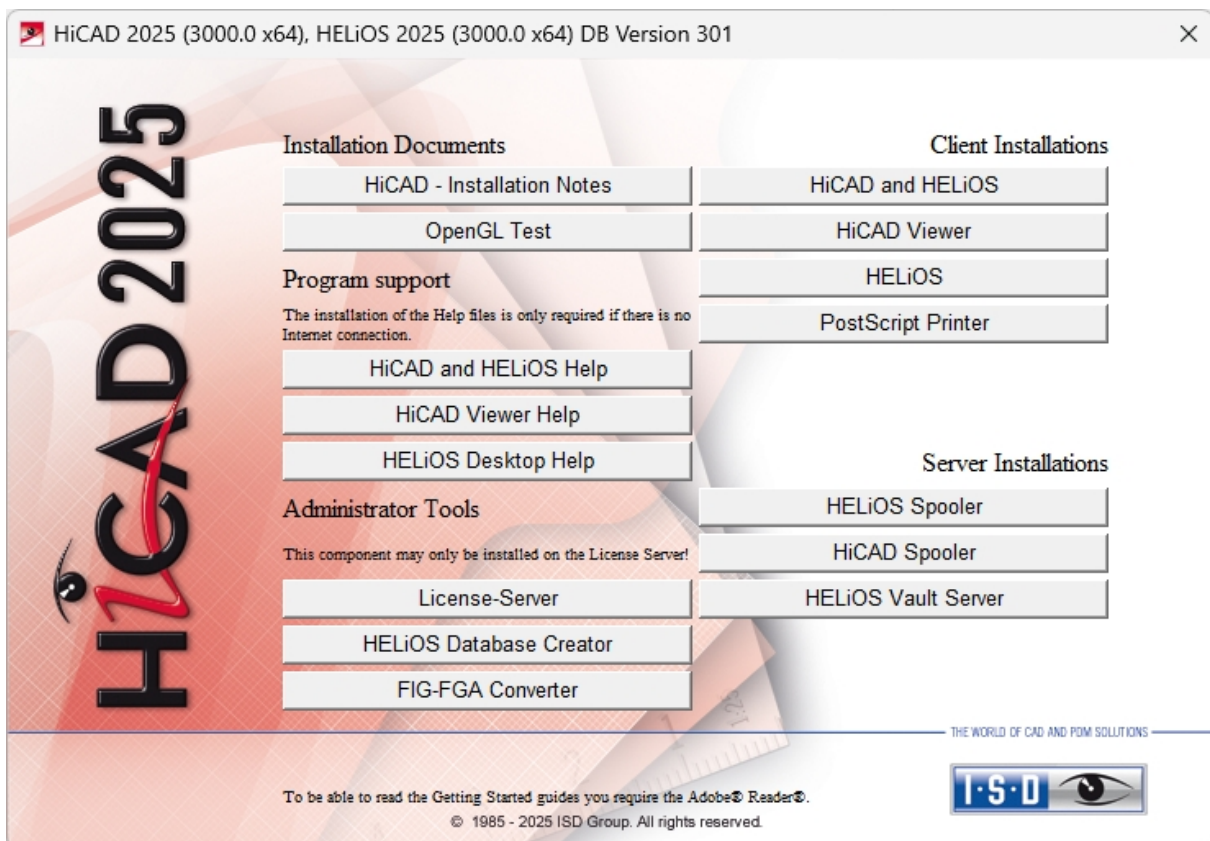 HiCAD 2025 (3000.0 x64), HELiOS 2025 (3000.0 x64) DB Version 301
HiCAD 2025
Installation Documents
HiCAD - Installation Notes
OpenGL Test
Program support
The installation of the Help files is only required if there is no
Internet connection.
HiCAD and HELiOS Help
HiCAD Viewer Help
HELiOS Desktop Help
Administrator Tools
This component may only be installed on the License Server!
License-Server
HELiOS Database Creator
FIG-FGA Converter
Client Installations
HiCAD and HELiOS
HiCAD Viewer
HELiOS
PostScript Printer
Server Installations
HELiOS Spooler
HiCAD Spooler
HELiOS Vault Server
THE WORLD OF CAD AND PDM SOLUTIONS
I·S·D
To be able to read the Getting Started guides you require the Adobe® Reader®.
© 1985 - 2025 ISD Group. All rights reserved.